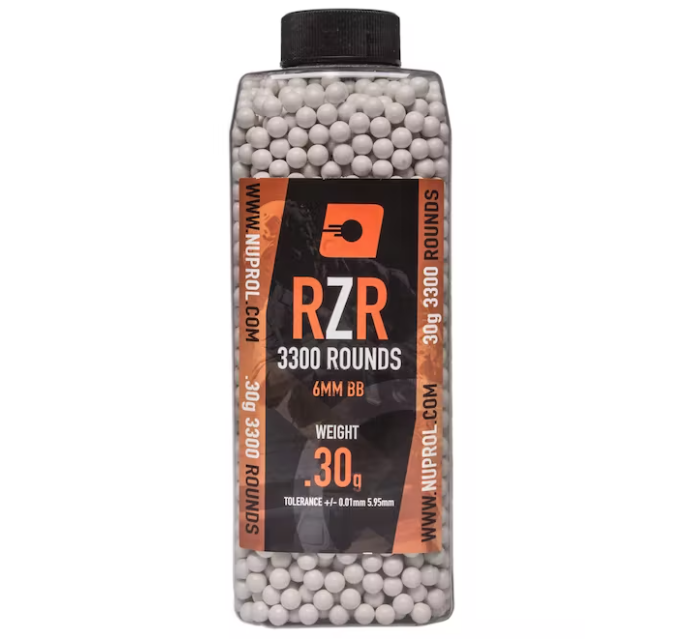 RZR
3300 ROUNDS
6MM BB
WEIGHT
.30g
TOLERANCE +/- 0.01mm 5.95mm
WWW.NUPROL.COM
.30g 3300 ROUNDS
WWW.NUPROL.COM
30g 3300 ROUNDS